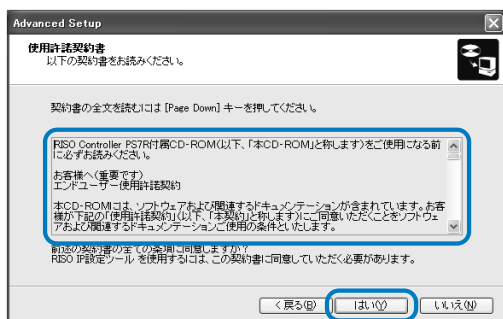 Advanced Setup
使用許諾契約書
以下の契約書をお読みください。
契約書の全文を読むには [Page Down] キーを押してください。
RISO Controller PS7R付属CD-ROM(以下、「本CD-ROM」と称します)をご使用になる前
に必ずお読みください。
お客様へ(重要です)
エンドユーザー使用許諾契約
本CD-ROMには、ソフトウェアおよび関連するドキュメンテーションが含まれています。お客
様が下記の「使用許諾契約」(以下、「本契約」と称します)にご同意いただくことをソフトウェ
アおよび関連するドキュメンテーションご使用の条件といたします。
前述の契約書の全ての条項に同意しますか?
RISO IP設定ツール を使用するには、この契約書に同意していただく必要があります。
< 戻る(B)
はい(Y)
いいえ(N)